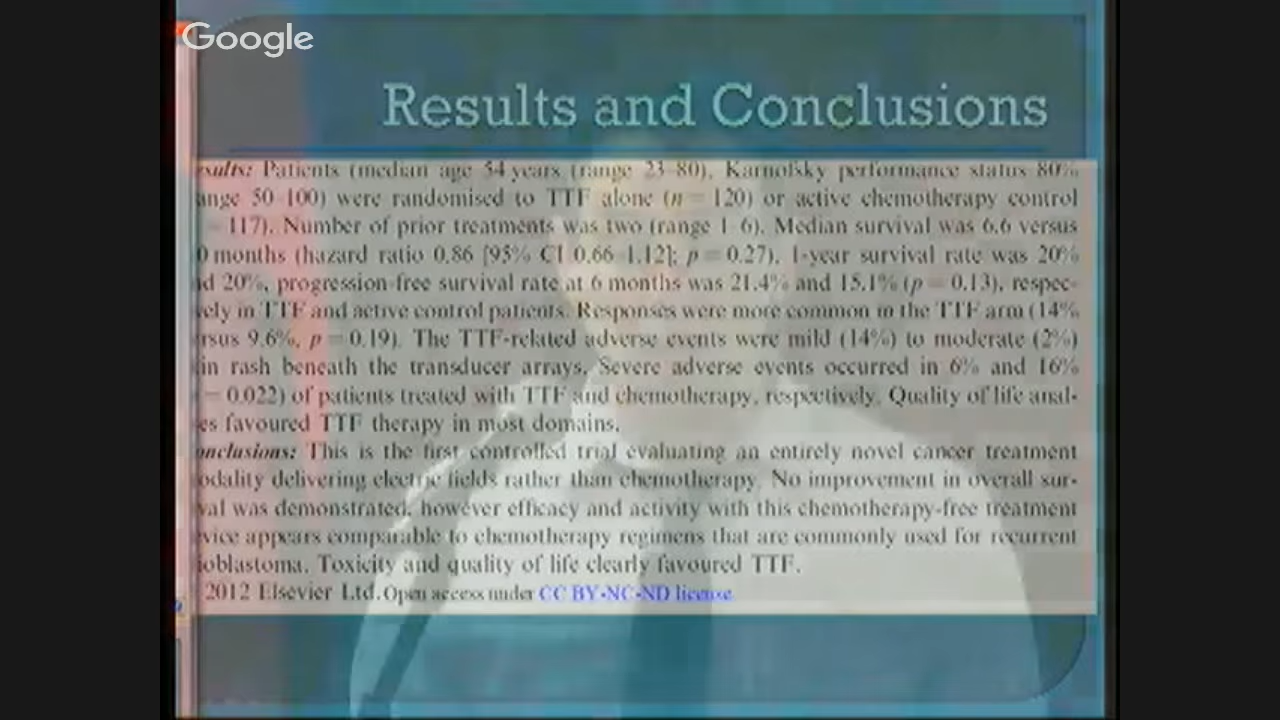 Google
Results and Conclusions
sults: Patients (median age 54 years (range 23–80), Karnofsky performance status 80%
ange 50–100) were randomised to TTF alone (n = 120) or active chemotherapy control
= 117). Number of prior treatments was two (range 1–6). Median survival was 6.6 versus
0 months (hazard ratio 0.86 [95% CI 0.66–1.12]; p = 0.27), 1-year survival rate was 20%
nd 20%, progression-free survival rate at 6 months was 21.4% and 15.1% (p = 0.13), respec-
vely in TTF and active control patients. Responses were more common in the TTF arm (14%
rsus 9.6%, p = 0.19). The TTF-related adverse events were mild (14%) to moderate (2%)
in rash beneath the transducer arrays. Severe adverse events occurred in 6% and 16%
= 0.022) of patients treated with TTF and chemotherapy, respectively. Quality of life anal-
es favoured TTF therapy in most domains.
onclusions: This is the first controlled trial evaluating an entirely novel cancer treatment
odality delivering electric fields rather than chemotherapy. No improvement in overall sur-
val was demonstrated, however efficacy and activity with this chemotherapy-free treatment
vice appears comparable to chemotherapy regimens that are commonly used for recurrent
ioblastoma. Toxicity and quality of life clearly favoured TTF.
2012 Elsevier Ltd. Open access under CC BY-NC-ND license.